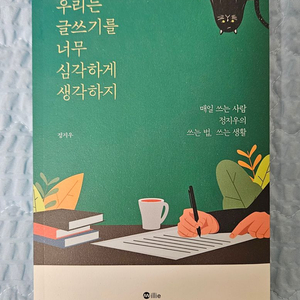 우리는
글쓰기를
너무
심각하게
생각하지
매일 쓰는 사람
정지우의
쓰는 법, 쓰는 생활
정지우
millie